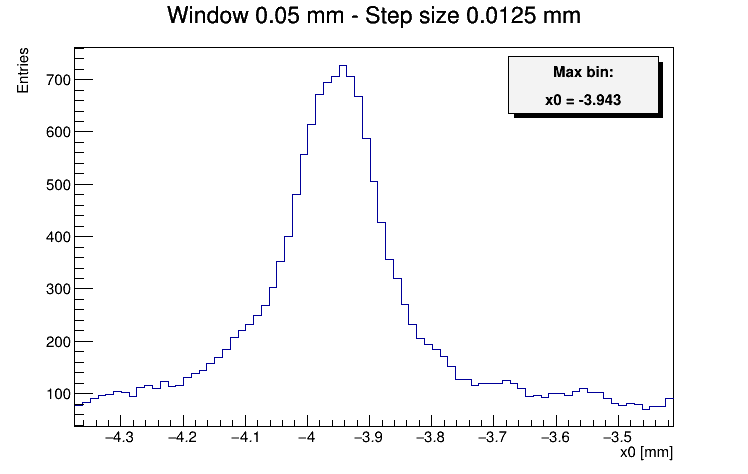 Window 0.05 mm - Step size 0.0125 mm
Entries
Max bin:
x0 = -3.943
700
600
500
400
300
200
100
−4.3 −4.2 −4.1 −4 −3.9 −3.8 −3.7 −3.6 −3.5
x0 [mm]